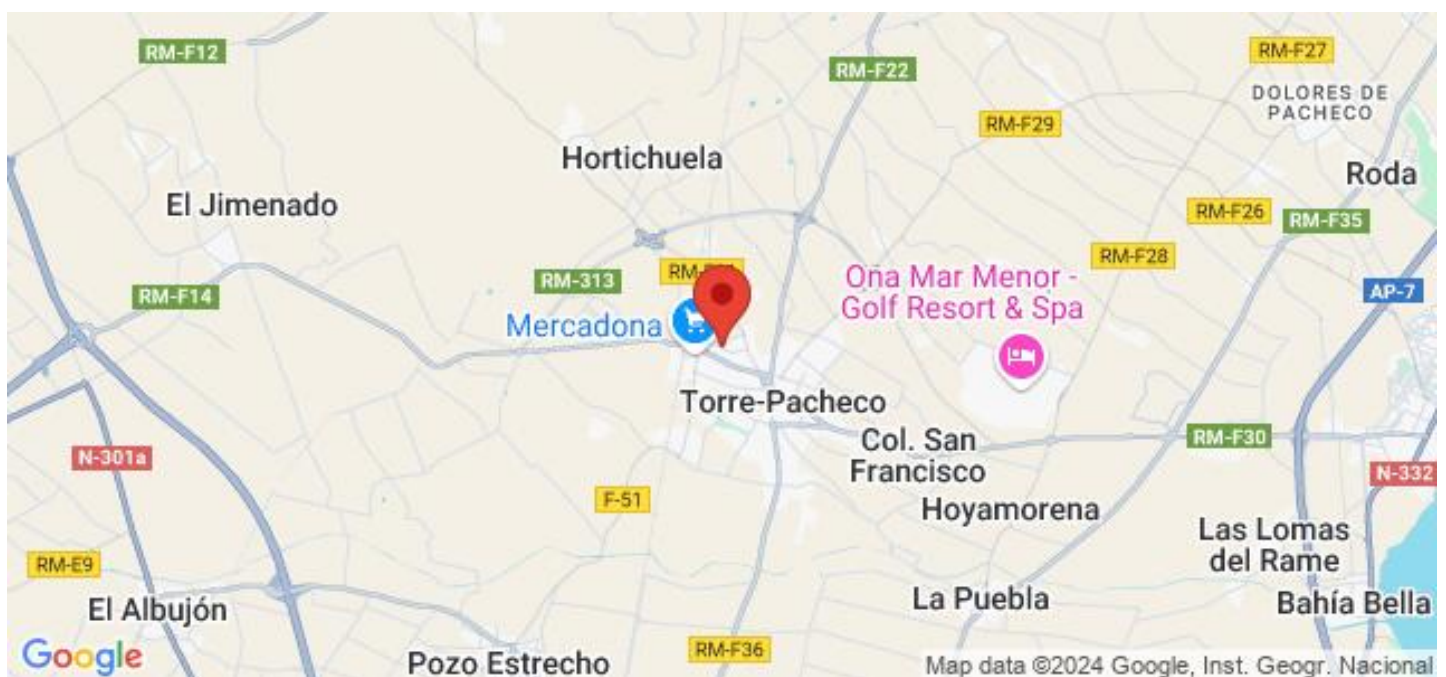 RM-F12
RM-F27
RM-F22
DOLORES DE
PACHECO
RM-F29
Hortichuela
Roda
El Jimenado
RM-F26
RM-F35
RM-F28
RM-313
Ona Mar Menor -
Golf Resort & Spa
RM-F14
AP-7
Mercadona
Torre-Pacheco
RM-F30
Col. San
Francisco
N-301a
N-332
F-51
Hoyamorena
Las Lomas
del Rame
RM-E9
La Puebla
El Albujón
Bahía Bella
Google
Pozo Estrecho
RM-F36
Map data ©2024 Google, Inst. Geogr. Nacional